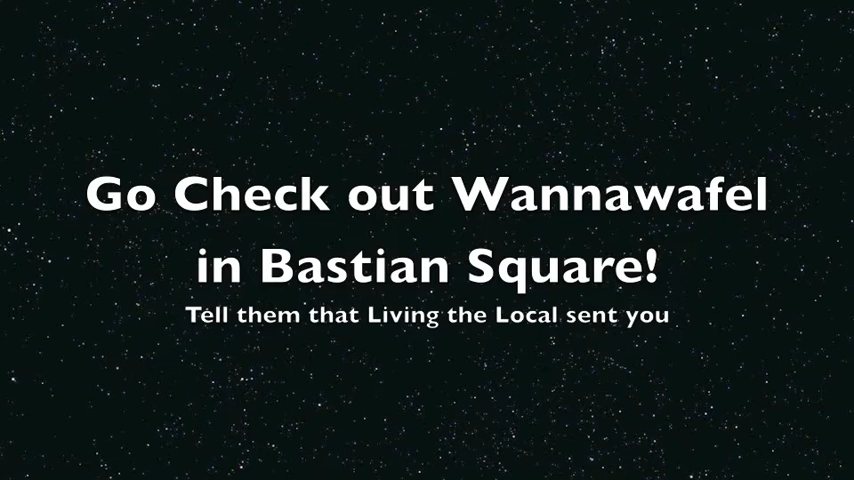 Go Check out Wannawafel
in Bastian Square!
Tell them that Living the Local sent you